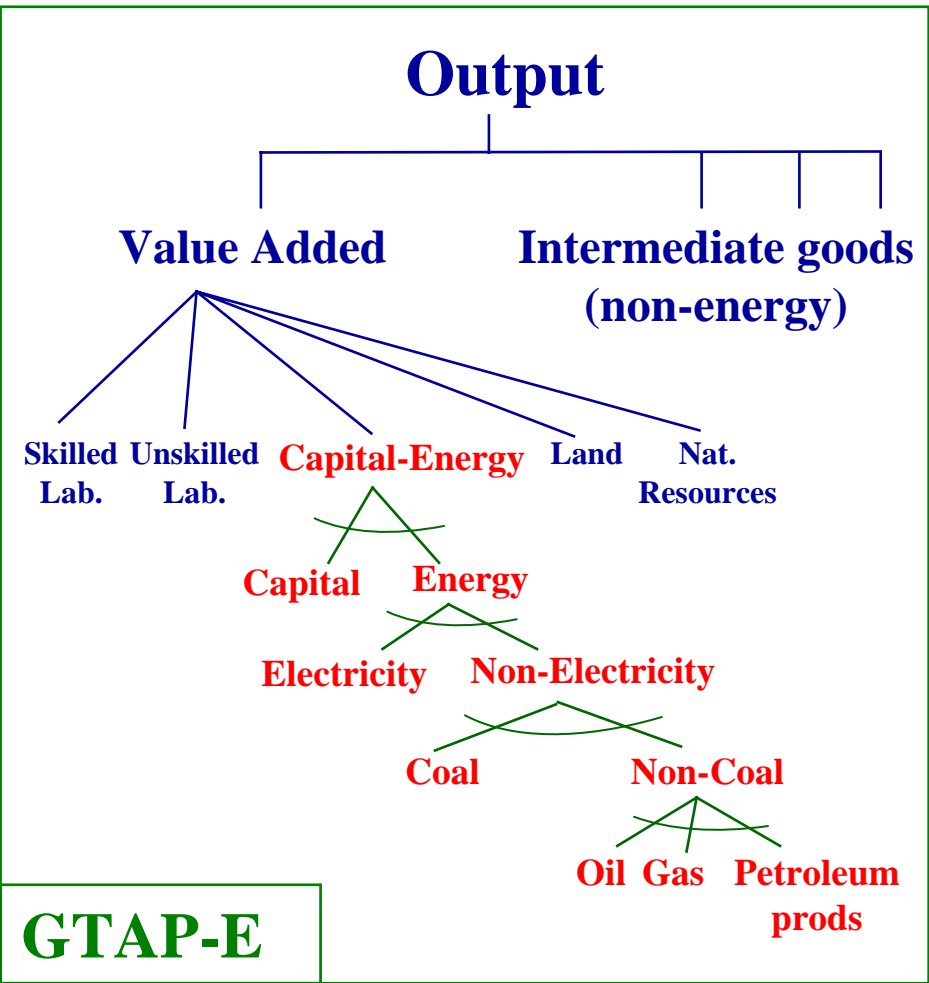 Output
Value Added
Intermediate goods
(non-energy)
Skilled
Lab.
Unskilled
Lab.
Capital-Energy
Land
Nat.
Resources
Capital
Energy
Electricity
Non-Electricity
Coal
Non-Coal
Oil
Gas
Petroleum
prods
GTAP-E